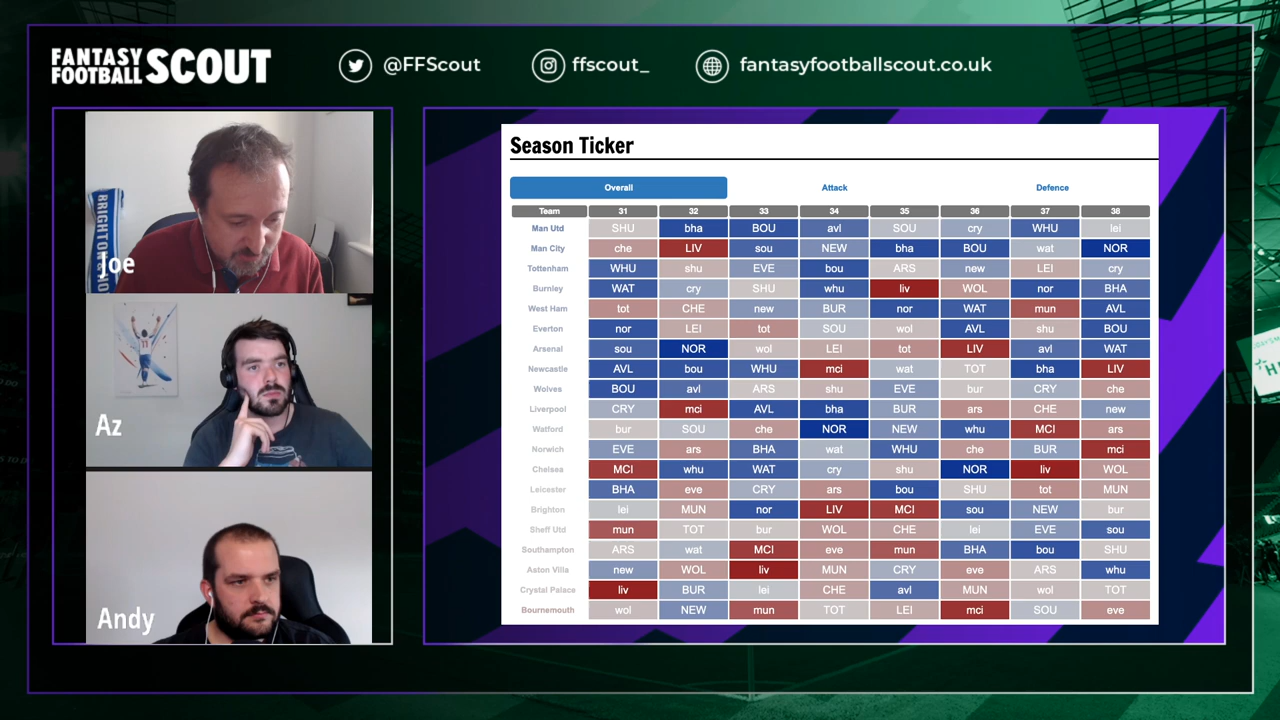 FANTASY FOOTBALL SCOUT
@FFScout
ffscout_
fantasyfootballscout.co.uk
BRIGHTON
Joe
Az
Andy
Season Ticker
Overall Attack Defence
Team 31 32 33 34 35 36 37 38
Man Utd SHU bha BOU avl SOU cry WHU lei
Man City che LIV sou NEW bha BOU wat NOR
Tottenham WHU shu EVE bou ARS new LEI cry
Burnley WAT cry SHU whu liv WOL nor BHA
West Ham tot CHE new BUR nor WAT mun AVL
Everton nor LEI tot SOU wol AVL shu BOU
Arsenal sou NOR wol LEI tot LIV avl WAT
Newcastle AVL bou WHU mci wat TOT bha LIV
Wolves BOU avl ARS shu EVE bur CRY che
Liverpool CRY mci AVL bha BUR ars CHE new
Watford bur SOU che NOR NEW whu MCI ars
Norwich EVE ars BHA wat WHU che BUR mci
Chelsea MCI whu WAT cry shu NOR liv WOL
Leicester BHA eve CRY ars bou SHU tot MUN
Brighton lei MUN nor LIV MCI sou NEW bur
Sheff Utd mun TOT bur WOL CHE lei EVE sou
Southampton ARS wat MCI eve mun BHA bou SHU
Aston Villa new WOL liv MUN CRY eve ARS whu
Crystal Palace liv BUR lei CHE avl MUN wol TOT
Bournemouth wol NEW mun TOT LEI mci SOU eve